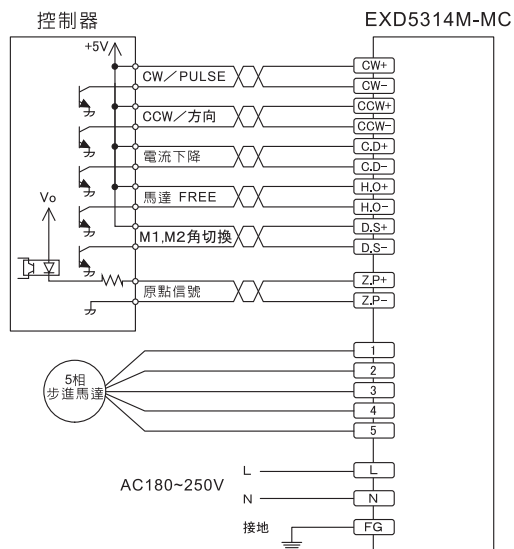 控制器
EXD5314M-MC
+5V
CW／PULSE
CW+
CW-
CCW／方向
CCW+
CCW-
電流下降
C.D+
C.D-
馬達 FREE
H.O+
H.O-
Vo
M1,M2角切換
D.S+
D.S-
原點信號
Z.P+
Z.P-
5相
步進馬達
1
2
3
4
5
AC180~250V
L
L
N
N
接地
FG